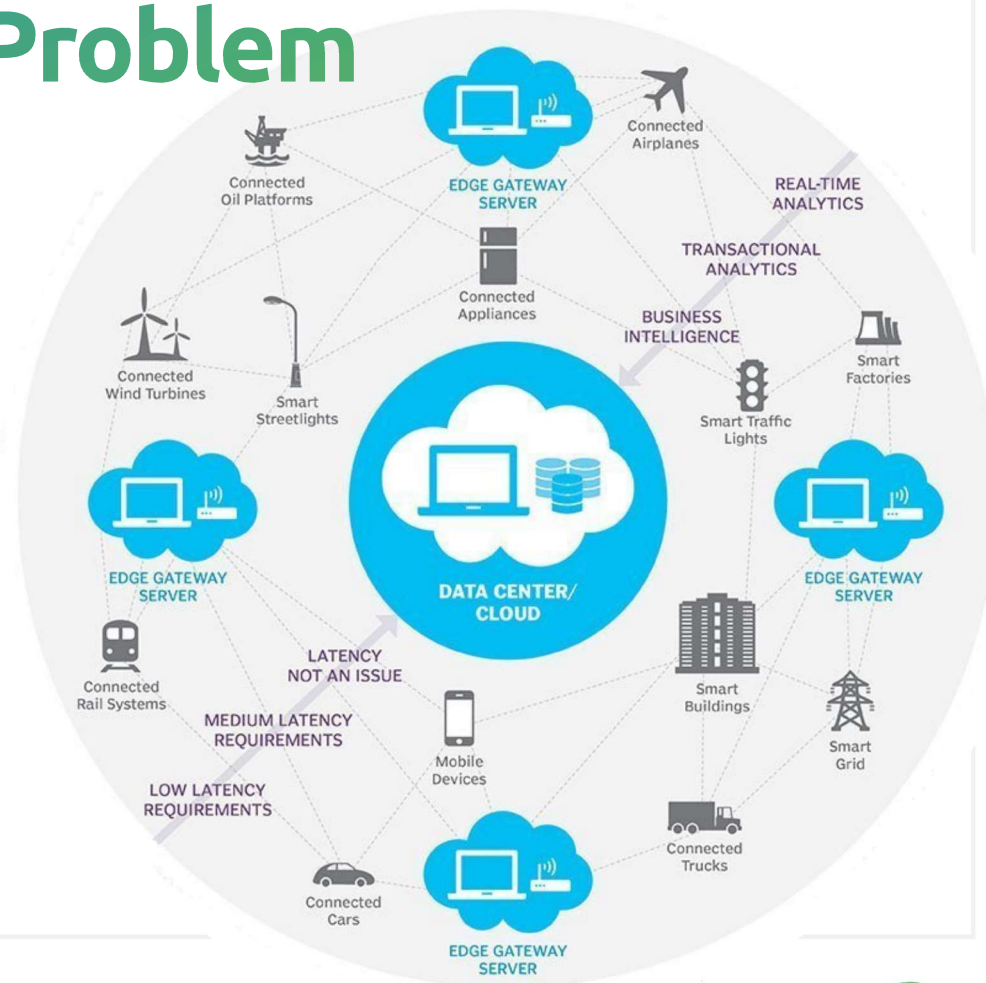 Problem
Connected
Airplanes
Connected
Oil Platforms
EDGE GATEWAY
SERVER
REAL-TIME
ANALYTICS
TRANSACTIONAL
ANALYTICS
Connected
Appliances
BUSINESS
INTELLIGENCE
Connected
Wind Turbines
Smart
Streetlights
Smart
Factories
Smart Traffic
Lights
EDGE GATEWAY
SERVER
DATA CENTER/
CLOUD
EDGE GATEWAY
SERVER
LATENCY
NOT AN ISSUE
Connected
Rail Systems
Smart
Buildings
MEDIUM LATENCY
REQUIREMENTS
Mobile
Devices
Smart
Grid
LOW LATENCY
REQUIREMENTS
Connected
Trucks
Connected
Cars
EDGE GATEWAY
SERVER